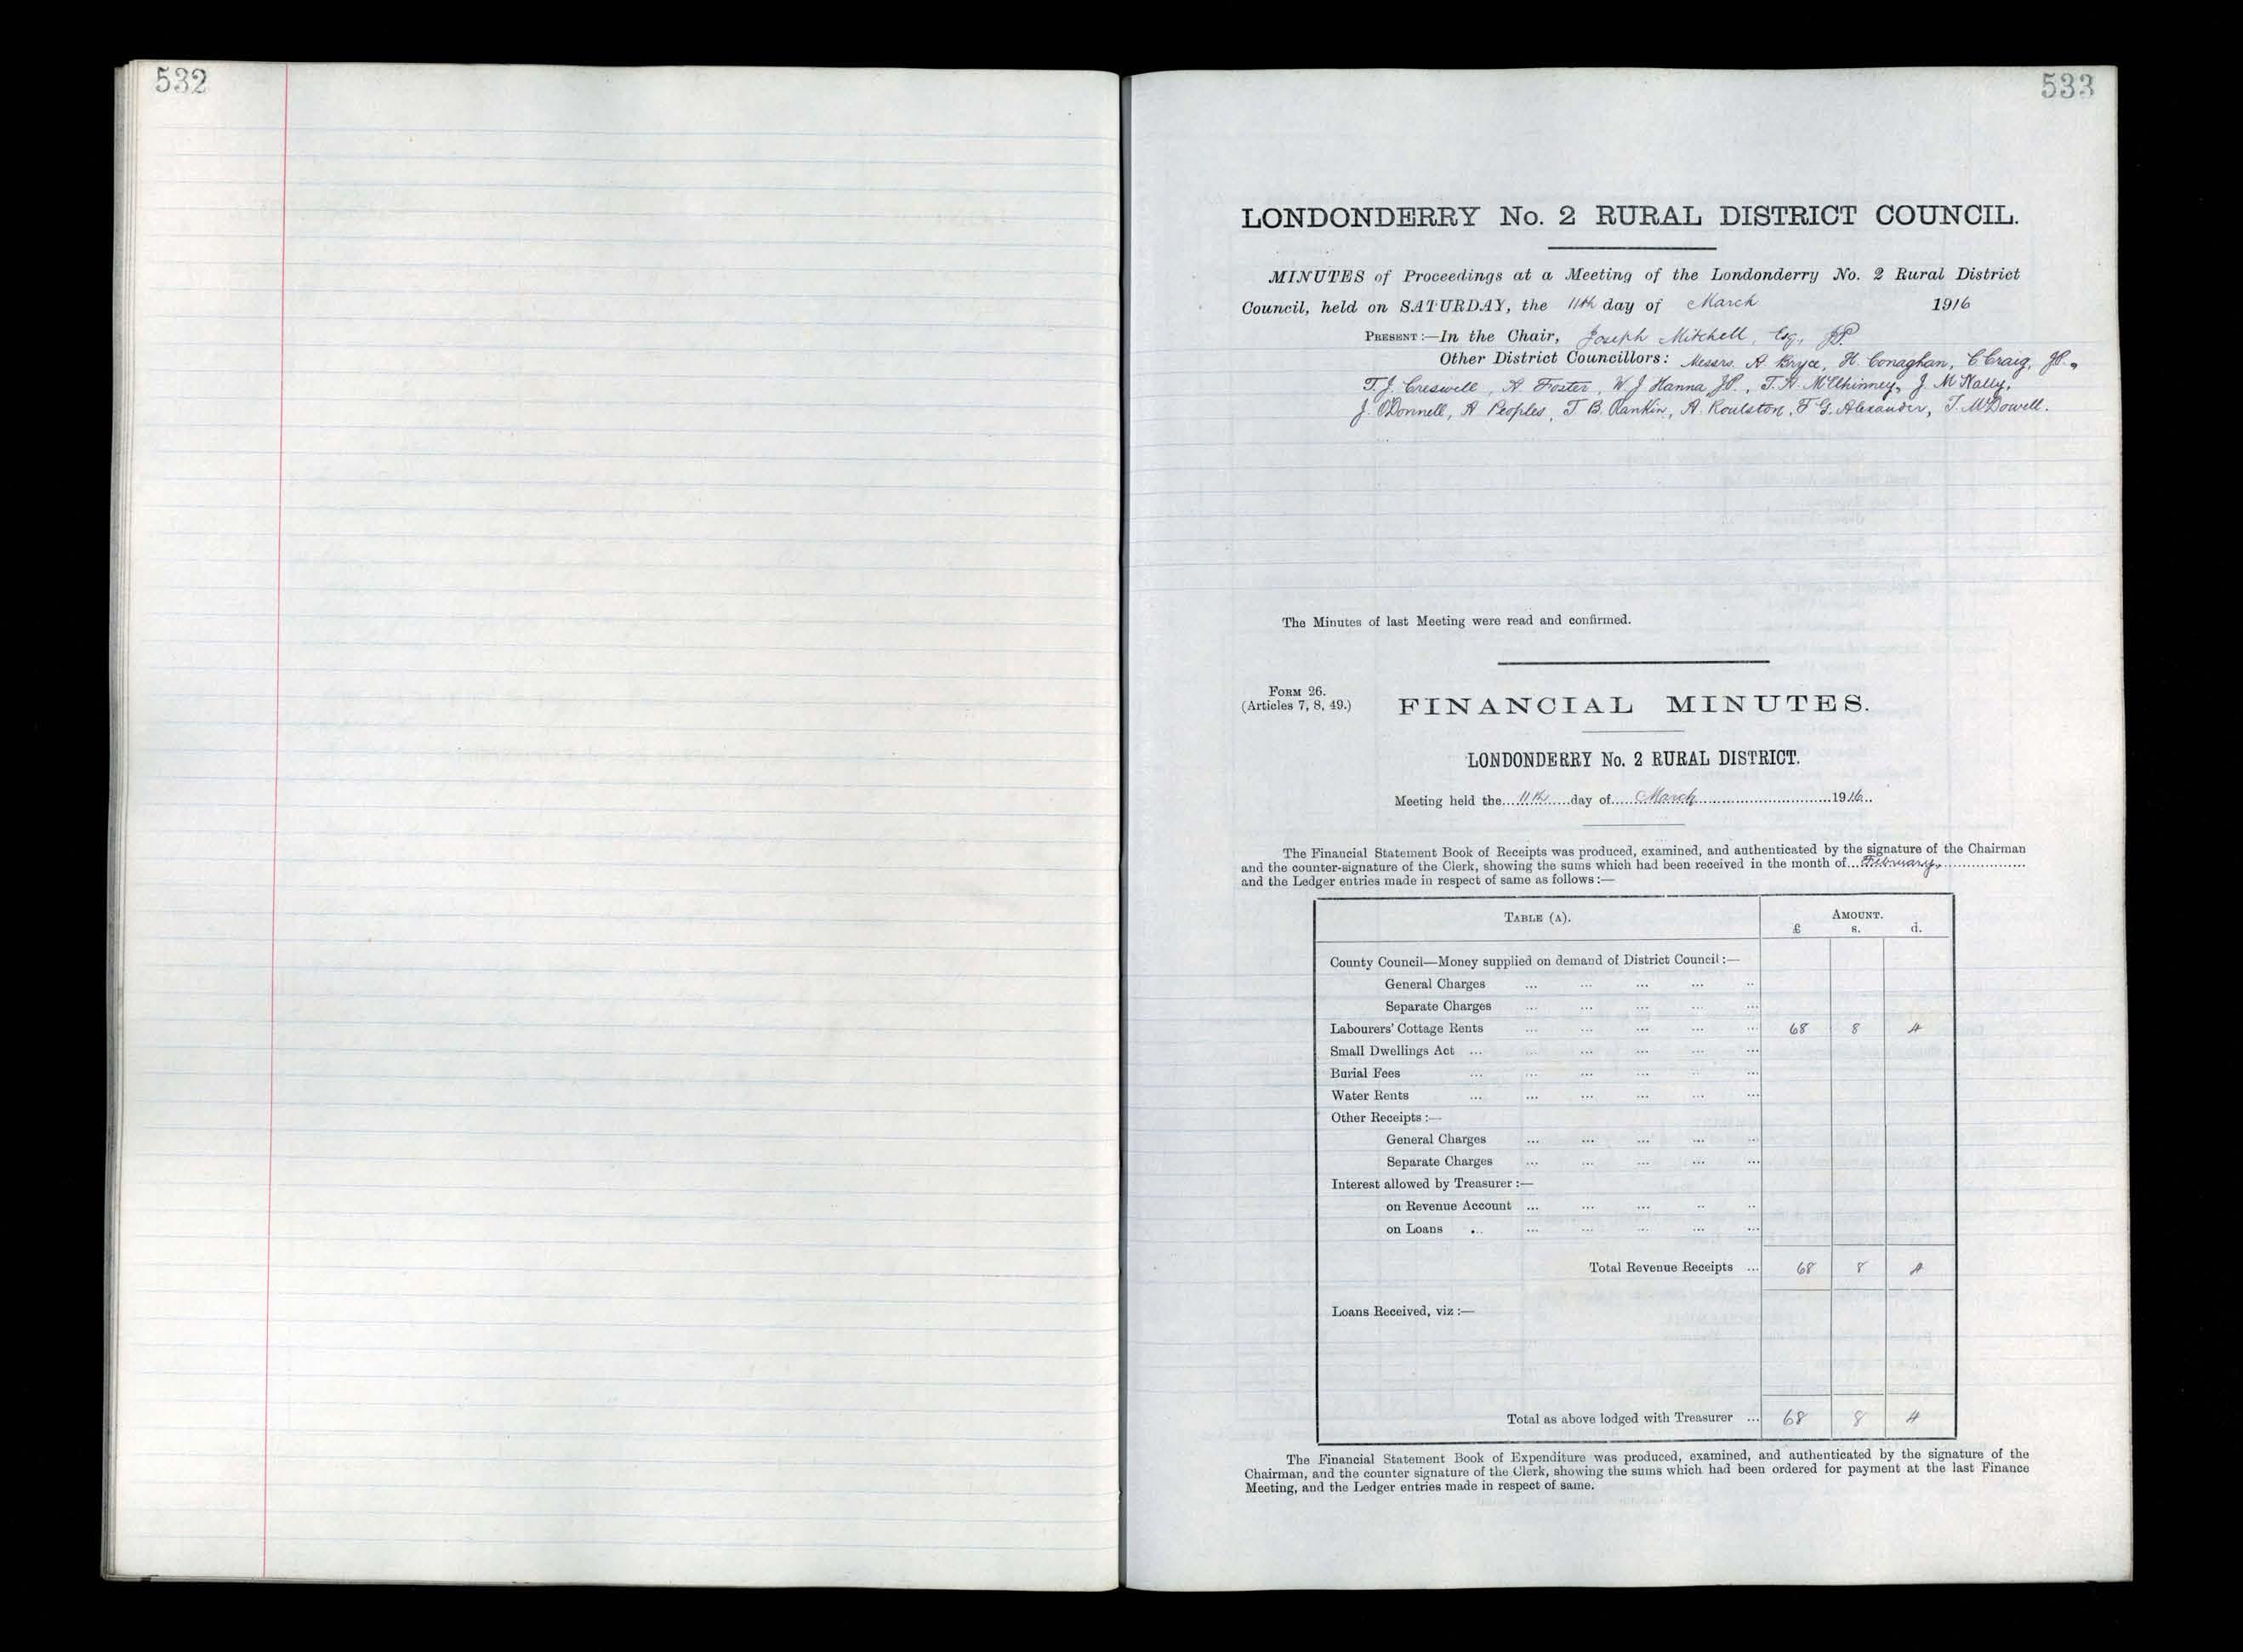 532
533
LONDONDERRY No. 2 RURAL DISTRICT COUNCIL.
MINUTES of Proceedings at a Meeting of the Londonderry No. 2 Rural District
Council, held on SATURDAY, the 11th day of March 1916
PRESENT:—In the Chair, Joseph Mitchell, Esq., JP.
Other District Councillors: Messrs. A. Bryce, H. Conaghan, C Craig, JP.,
T. J. Creswell, A Foster, W J Hanna JP., T. A. McElhinney, J. McNally,
J. O'Donnell, A Peoples, T B. Rankin, A. Roulston, F G. Alexander, J. McDowell.
The Minutes of last Meeting were read and confirmed.
FORM 26.
(Articles 7, 8, 49.)
FINANCIAL MINUTES.
LONDONDERRY No. 2 RURAL DISTRICT.
Meeting held the...11th.....day of.....March..............................1916..
The Financial Statement Book of Receipts was produced, examined, and authenticated by the signature of the Chairman
and the counter-signature of the Clerk, showing the sums which had been received in the month of...February,..................
and the Ledger entries made in respect of same as follows:—
TABLE (A). AMOUNT.
£ s. d.
County Council—Money supplied on demand of District Council:—
General Charges ... ... ... ... ..
Separate Charges ... ... ... ... ...
Labourers' Cottage Rents ... ... ... ... ... 68 8 4
Small Dwellings Act ... ... ... ... ... ...
Burial Fees ... ... ... ... ... ...
Water Rents ... ... ... ... ... ...
Other Receipts:—
General Charges ... ... ... ... ...
Separate Charges ... ... ... ... ...
Interest allowed by Treasurer:—
on Revenue Account ... ... ... .. ..
on Loans ... ... ... ... ... ...
Total Revenue Receipts ... 68 8 4
Loans Received, viz:—
Total as above lodged with Treasurer ... 68 8 4
The Financial Statement Book of Expenditure was produced, examined, and authenticated by the signature of the
Chairman, and the counter signature of the Clerk, showing the sums which had been ordered for payment at the last Finance
Meeting, and the Ledger entries made in respect of same.